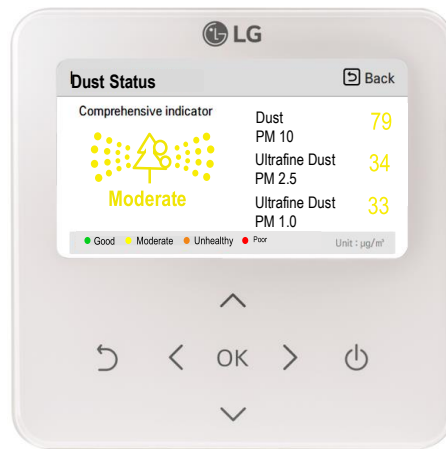 LG
Dust Status
Back
Comprehensive indicator
Moderate
Dust
PM 10
79
Ultrafine Dust
PM 2.5
34
Ultrafine Dust
PM 1.0
33
Good Moderate Unhealthy Poor
Unit : µg/m³
OK